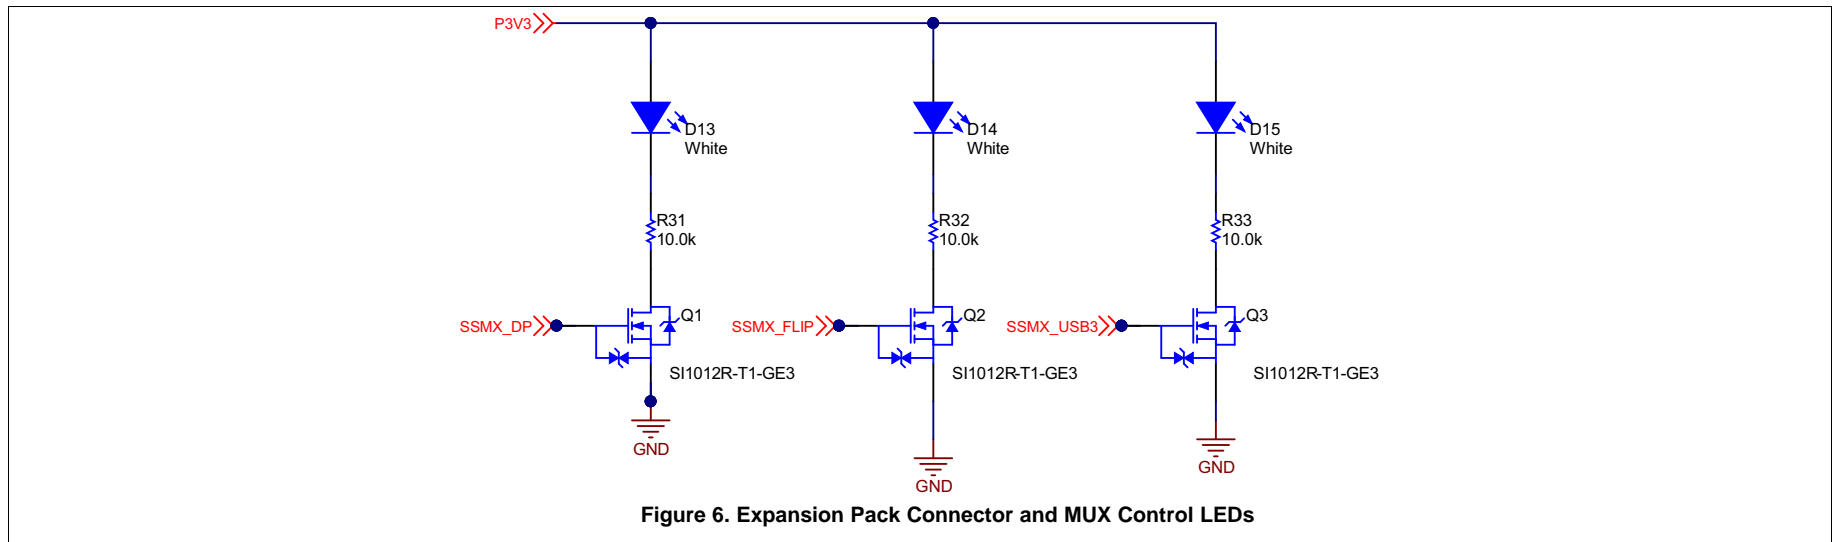 P3V3
D13
White
D14
White
D15
White
R31
10.0k
R32
10.0k
R33
10.0k
SSMX_DP
Q1
SSMX_FLIP
Q2
SSMX_USB3
Q3
SI1012R-T1-GE3
SI1012R-T1-GE3
SI1012R-T1-GE3
GND
GND
GND
Figure 6. Expansion Pack Connector and MUX Control LEDs